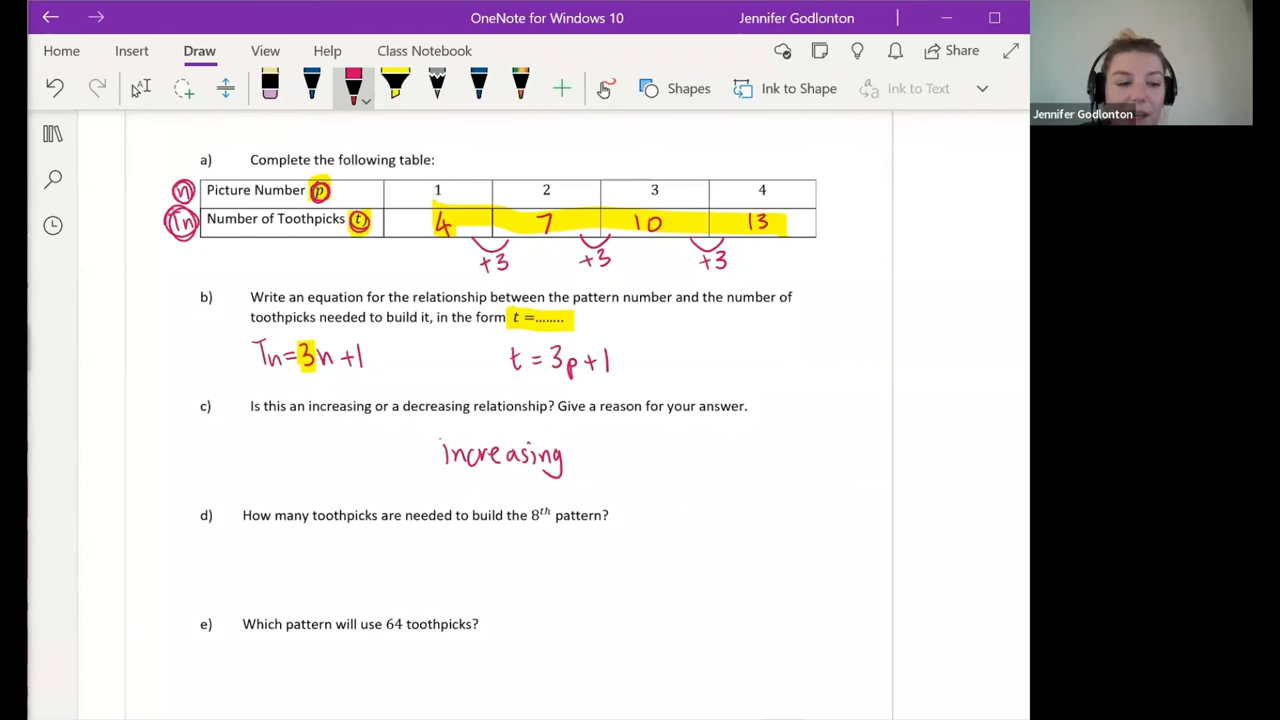 OneNote for Windows 10
Jennifer Godlonton
Home Insert Draw View Help Class Notebook Share
Shapes Ink to Shape Ink to Text
Jennifer Godlonton
a) Complete the following table:
n Picture Number p 1 2 3 4
Tn Number of Toothpicks t 4 7 10 13
+3 +3 +3
b) Write an equation for the relationship between the pattern number and the number of
toothpicks needed to build it, in the form t =........
Tn=3n+1 t = 3p+1
c) Is this an increasing or a decreasing relationship? Give a reason for your answer.
increasing
d) How many toothpicks are needed to build the 8th pattern?
e) Which pattern will use 64 toothpicks?